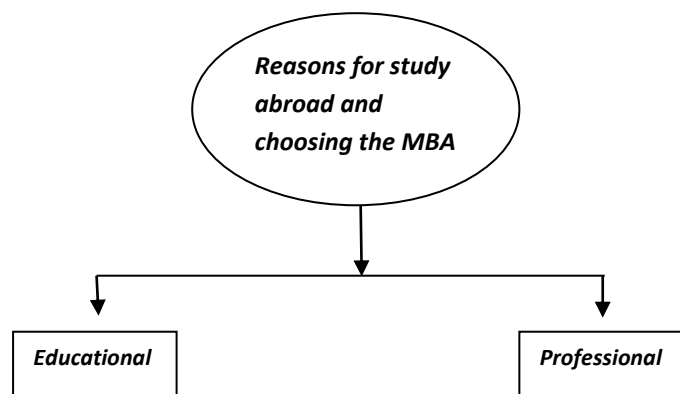 Reasons for study
abroad and
choosing the MBA
Educational
Professional